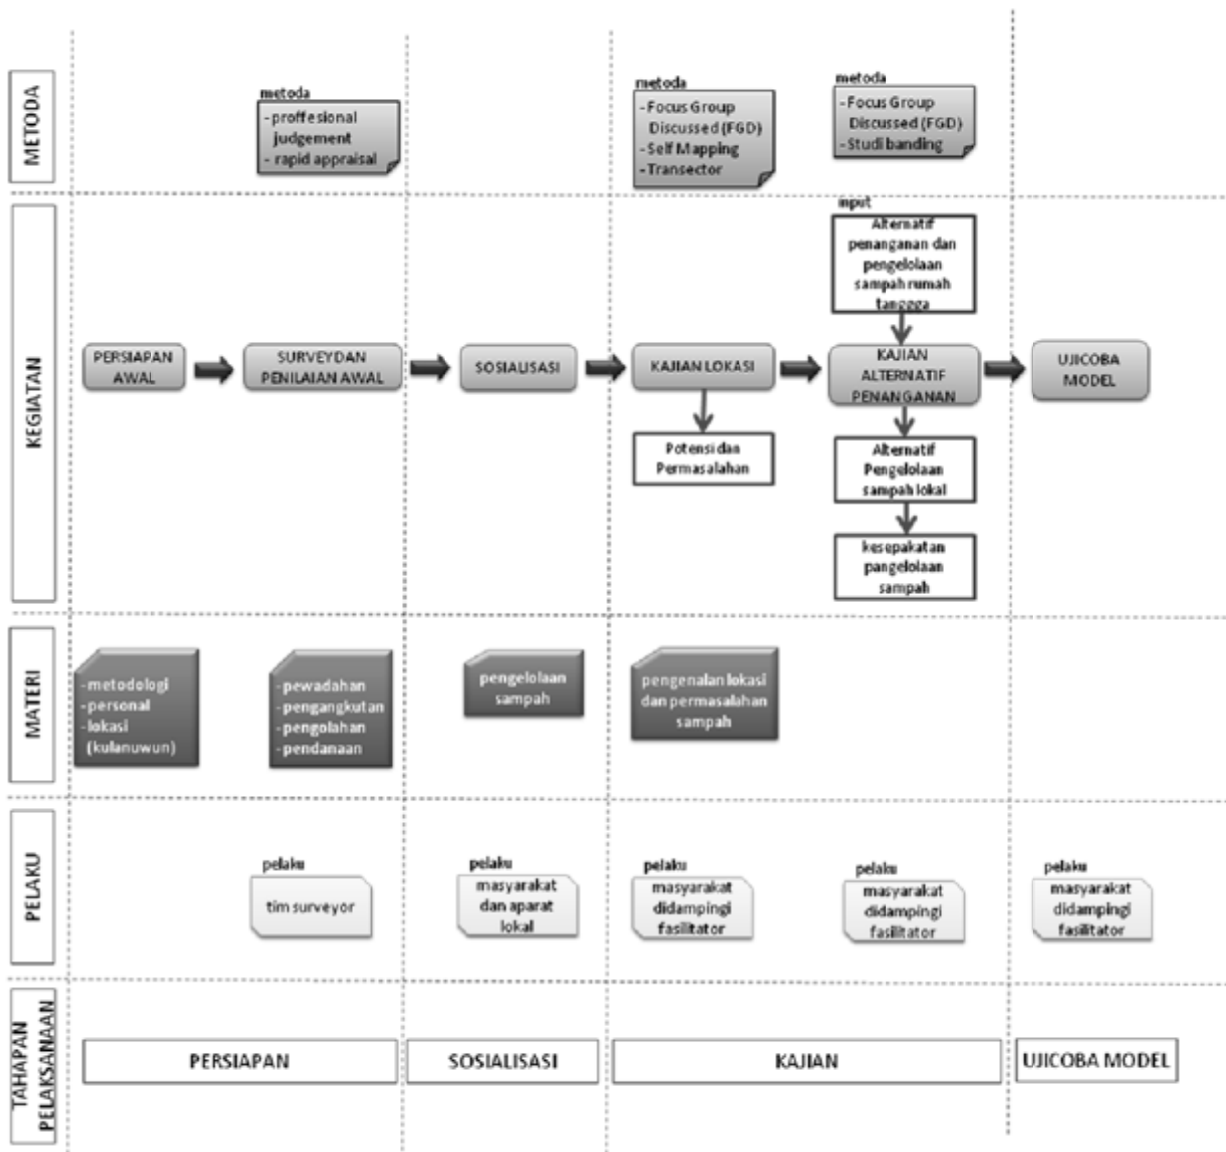 METODA
metoda
- proffesional
judgement
- rapid appraisal
metoda
- Focus Group
Discussed (FGD)
- Self Mapping
- Transector
metoda
- Focus Group
Discussed (FGD)
- Studi banding
KEGIATAN
input
Alternatif
penanganan dan
pengelolaan
sampah rumah
tanggga
PERSIAPAN
AWAL
SURVEY DAN
PENILAIAN AWAL
SOSIALISASI
KAJIAN LOKASI
KAJIAN
ALTERNATIF
PENANGANAN
UJICOBA
MODEL
Potensi dan
Permasalahan
Alternatif
Pengelolaan
sampah lokal
kesepakatan
pangelolaan
sampah
MATERI
- metodologi
- personal
- lokasi
(kulanuwun)
- pewadahan
- pengangkutan
- pengolahan
- pendanaan
pengelolaan
sampah
pengenalan lokasi
dan permasalahan
sampah
PELAKU
pelaku
tim surveyor
pelaku
masyarakat
dan aparat
lokal
pelaku
masyarakat
didampingi
fasilitator
pelaku
masyarakat
didampingi
fasilitator
pelaku
masyarakat
didampingi
fasilitator
TAHAPAN
PELAKSANAAN
PERSIAPAN
SOSIALISASI
KAJIAN
UJICOBA MODEL